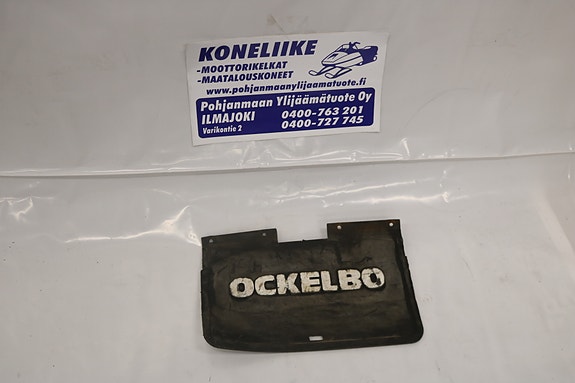 KONELIIKE
-MOOTTORIKELKAT
-MAATALOUSKONEET
www.pohjanmaanylijaamatuote.fi
Pohjanmaan Ylijäämätuote Oy
ILMAJOKI 0400-763 201
Varikontie 2 0400-727 745
OCKELBO